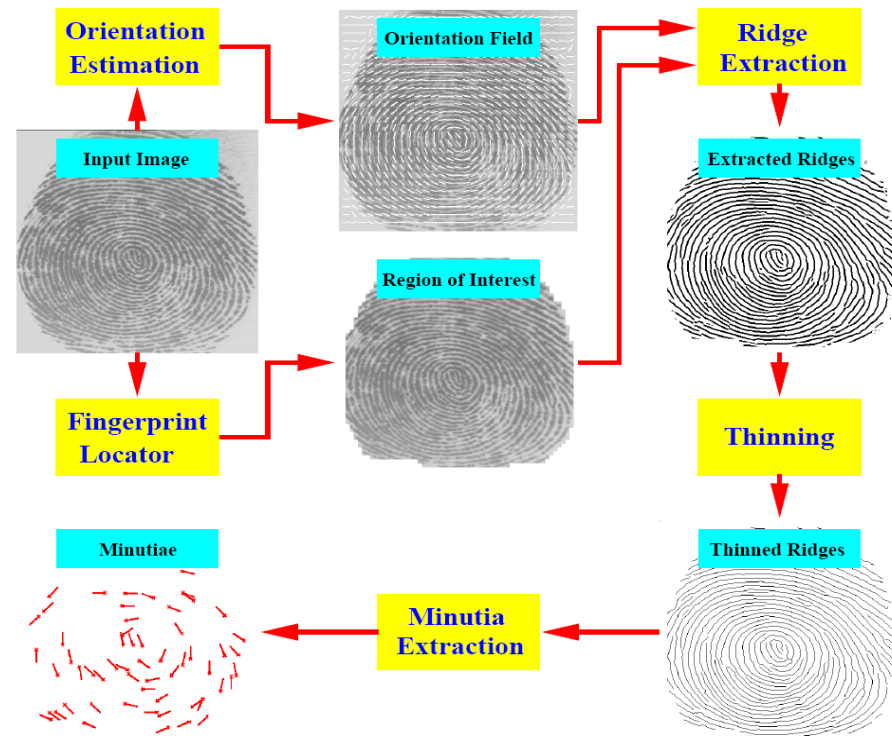 Orientation
Estimation
Orientation Field
Ridge
Extraction
Input Image
Extracted Ridges
Region of Interest
Fingerprint
Locator
Thinning
Minutiae
Thinned Ridges
Minutia
Extraction